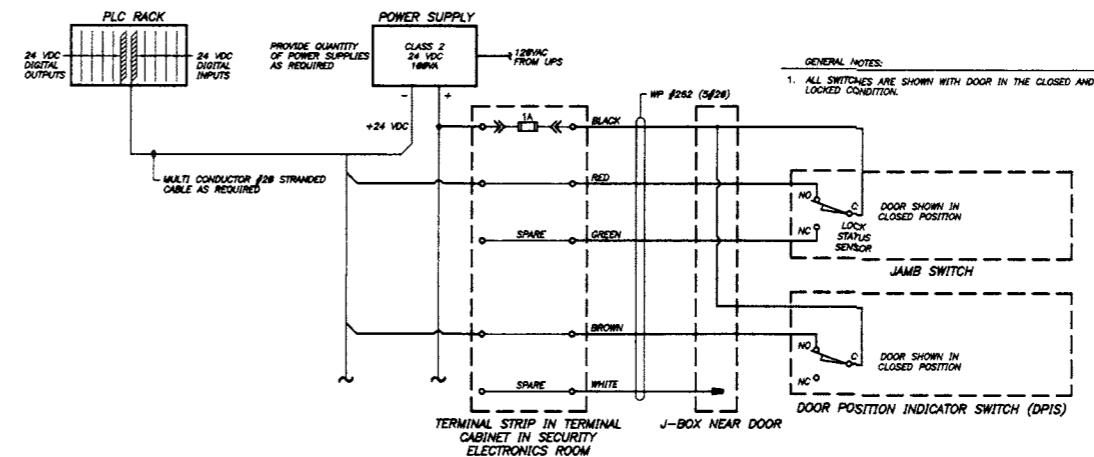 PLC RACK
24 VDC
DIGITAL
OUTPUTS
24 VDC
DIGITAL
INPUTS
POWER SUPPLY
PROVIDE QUANTITY
OF POWER SUPPLIES
AS REQUIRED
CLASS 2
24 VDC
100VA
120VAC
FROM UPS
- +
GENERAL NOTES:
1. ALL SWITCHES ARE SHOWN WITH DOOR IN THE CLOSED AND
LOCKED CONDITION.
+24 VDC
1A
BLACK
WP #262 (5#20)
MULTI CONDUCTOR #20 STRANDED
CABLE AS REQUIRED
RED
NO
C
DOOR SHOWN IN
CLOSED POSITION
SPARE
GREEN
NC
LOCK
STATUS
SENSOR
JAMB SWITCH
BROWN
NO
C
DOOR SHOWN IN
CLOSED POSITION
NC
SPARE
WHITE
DOOR POSITION INDICATOR SWITCH (DPIS)
TERMINAL STRIP IN TERMINAL
CABINET IN SECURITY
ELECTRONICS ROOM
J-BOX NEAR DOOR